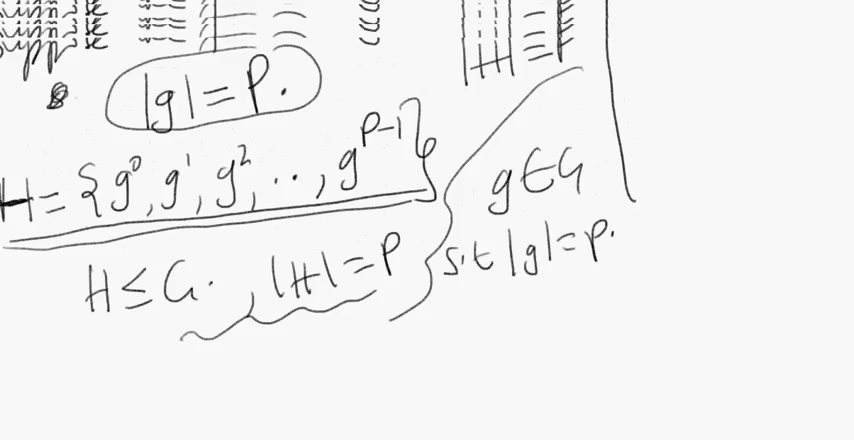 |H| = P
|g| = P.
H = {g⁰, g¹, g², .., g^{P-1}}
g ∈ G
s.t |g| = p.
H ≤ G. , |H| = P